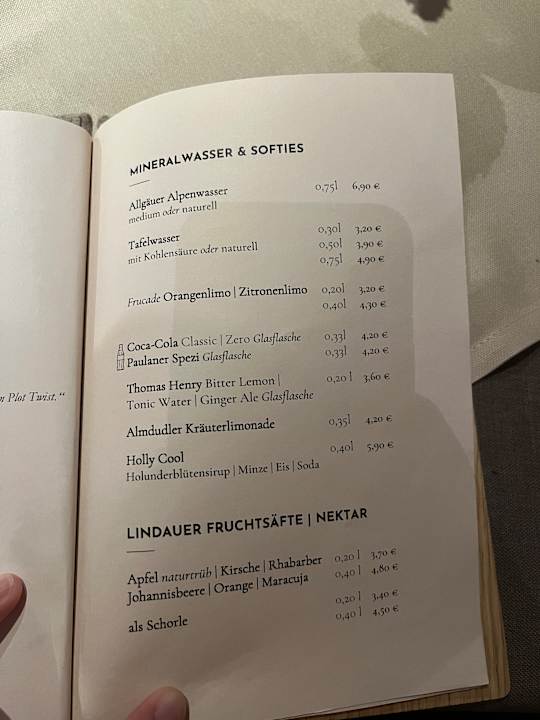 n Plot Twist.“
MINERALWASSER & SOFTIES
Allgäuer Alpenwasser 0,75l 6,90 €
medium oder naturell
Tafelwasser 0,30l 3,20 €
mit Kohlensäure oder naturell 0,50l 3,90 €
0,75l 4,90 €
Frucade Orangenlimo | Zitronenlimo 0,20l 3,20 €
0,40l 4,30 €
Coca-Cola Classic | Zero Glasflasche 0,33l 4,20 €
Paulaner Spezi Glasflasche 0,33l 4,20 €
Thomas Henry Bitter Lemon | 0,20 l 3,60 €
Tonic Water | Ginger Ale Glasflasche
Almdudler Kräuterlimonade 0,35l 4,20 €
Holly Cool 0,40l 5,90 €
Holunderblütensirup | Minze | Eis | Soda
LINDAUER FRUCHTSÄFTE | NEKTAR
Apfel naturtrüb | Kirsche | Rhabarber 0,20 l 3,70 €
Johannisbeere | Orange | Maracuja 0,40 l 4,80 €
als Schorle 0,20 l 3,40 €
0,40 l 4,50 €